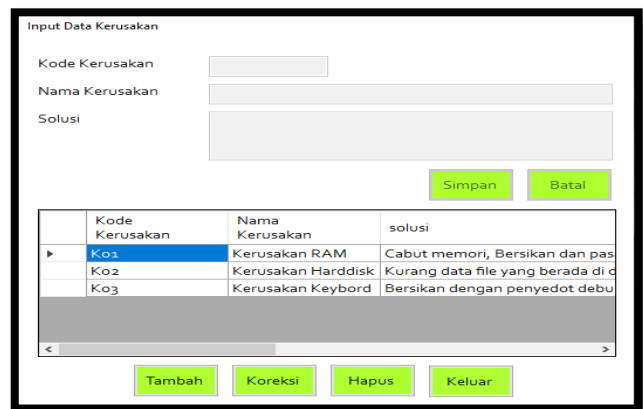 Input Data Kerusakan
Kode Kerusakan
Nama Kerusakan
Solusi
Simpan Batal
Kode Kerusakan Nama Kerusakan solusi
K01 Kerusakan RAM Cabut memori, Bersikan dan pas
K02 Kerusakan Harddisk Kurang data file yang berada di d
K03 Kerusakan Keybord Bersikan dengan penyedot debu
Tambah Koreksi Hapus Keluar